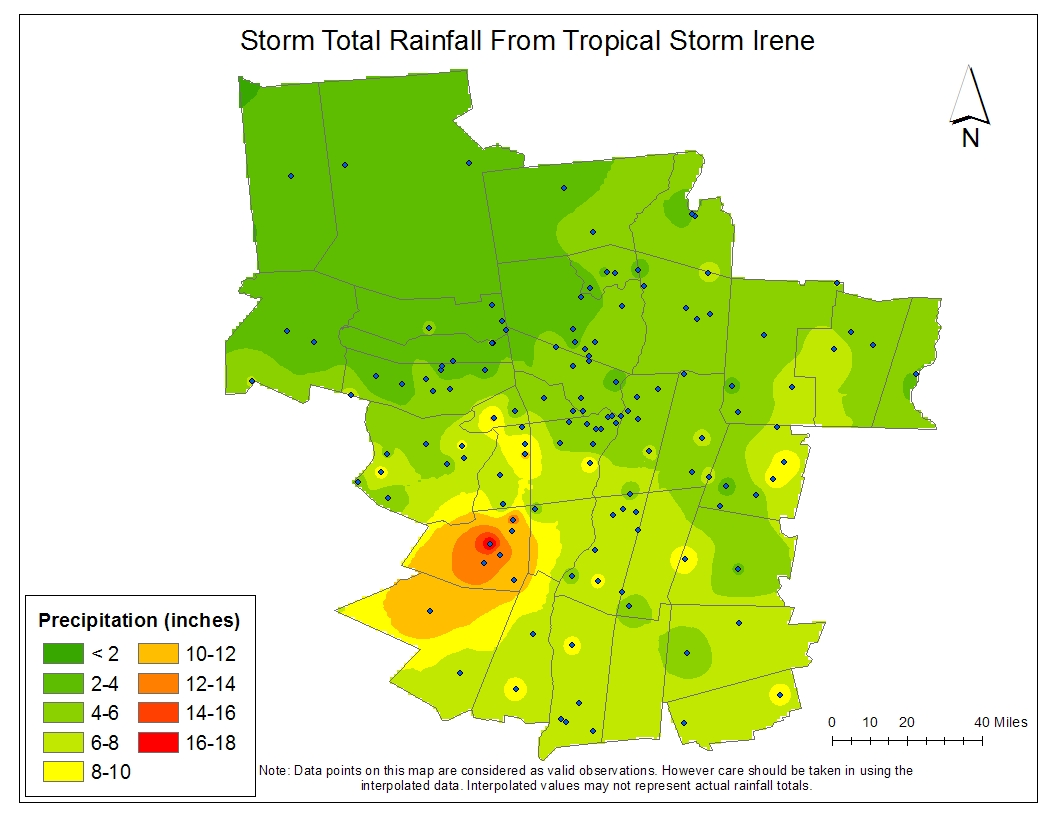 Storm Total Rainfall From Tropical Storm Irene
N
Precipitation (inches)
< 2
2-4
4-6
6-8
8-10
10-12
12-14
14-16
16-18
0 10 20 40 Miles
Note: Data points on this map are considered as valid observations. However care should be taken in using the
interpolated data. Interpolated values may not represent actual rainfall totals.